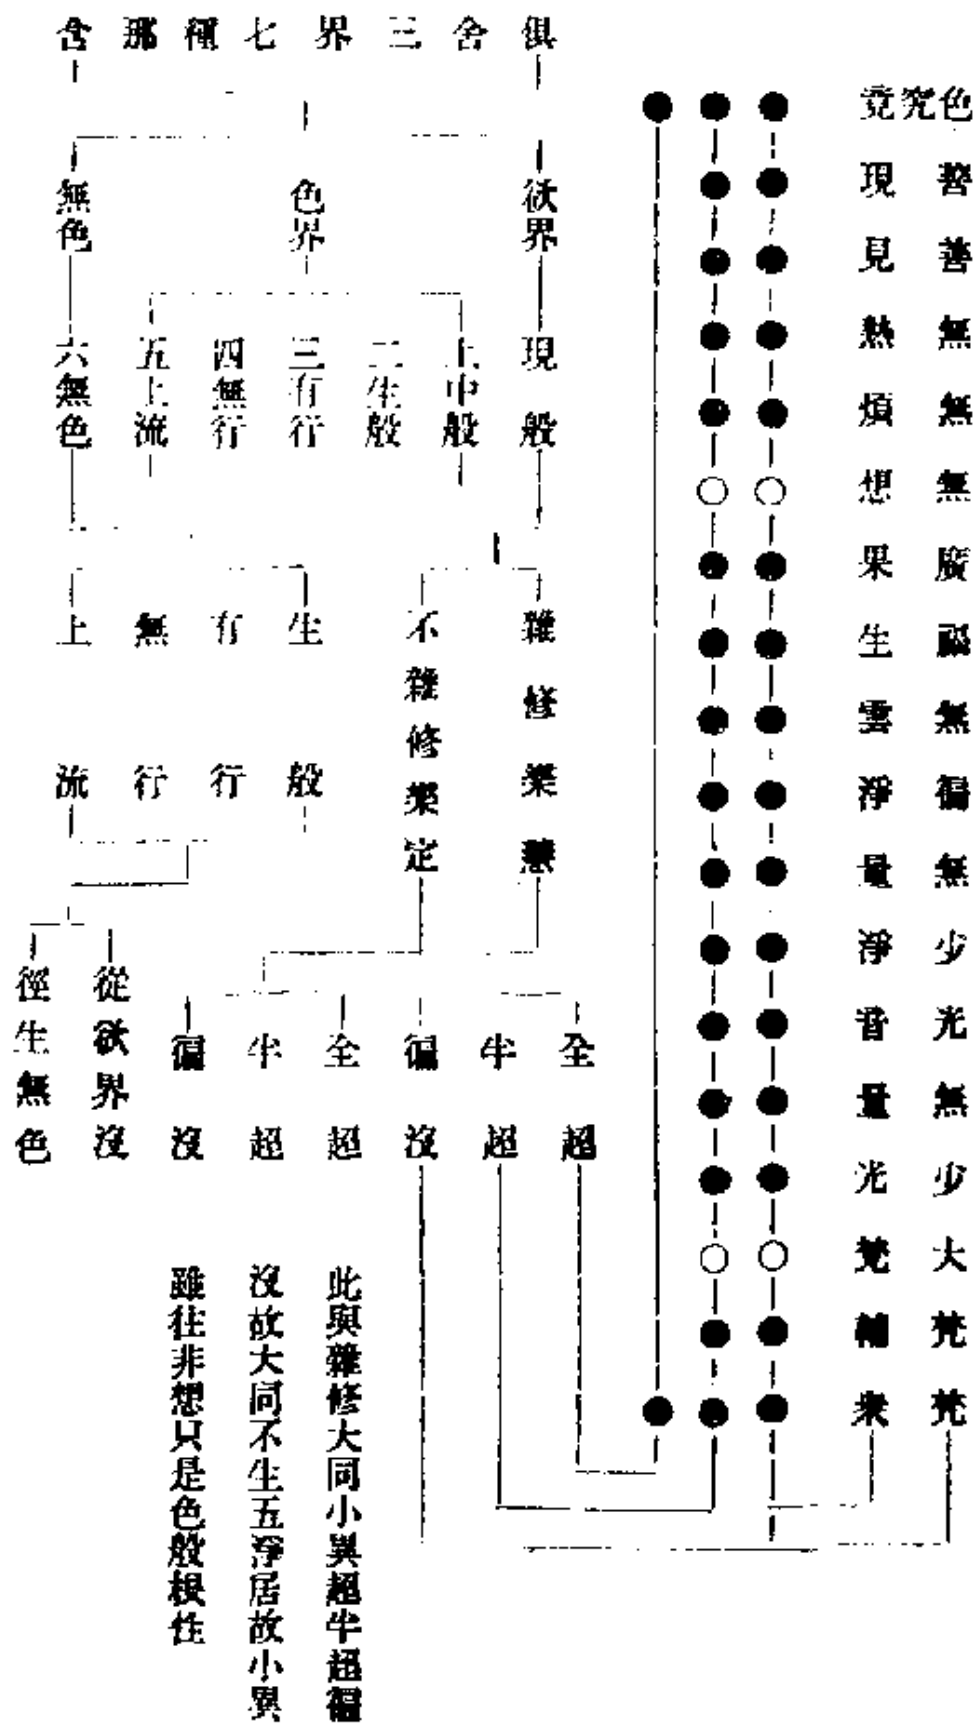 色究竟
善現
善見
無熱
無煩
無想
廣果
福生
無雲
徧淨
無量
少淨
光音
無量
少光
大梵
梵輔
梵衆
俱舍三界七種那含
欲界
色界
無色
現般
一中般
二生般
三有行
四無行
五上流
六無色
雜修樂慧
不雜修樂定
生般
有行
無行
上流
全超
半超
徧沒
全超
半超
徧沒
從欲界沒
徑生無色
此與雜修大同小異超半超徧
沒故大同不生五淨居故小異
雖往非想只是色般根性